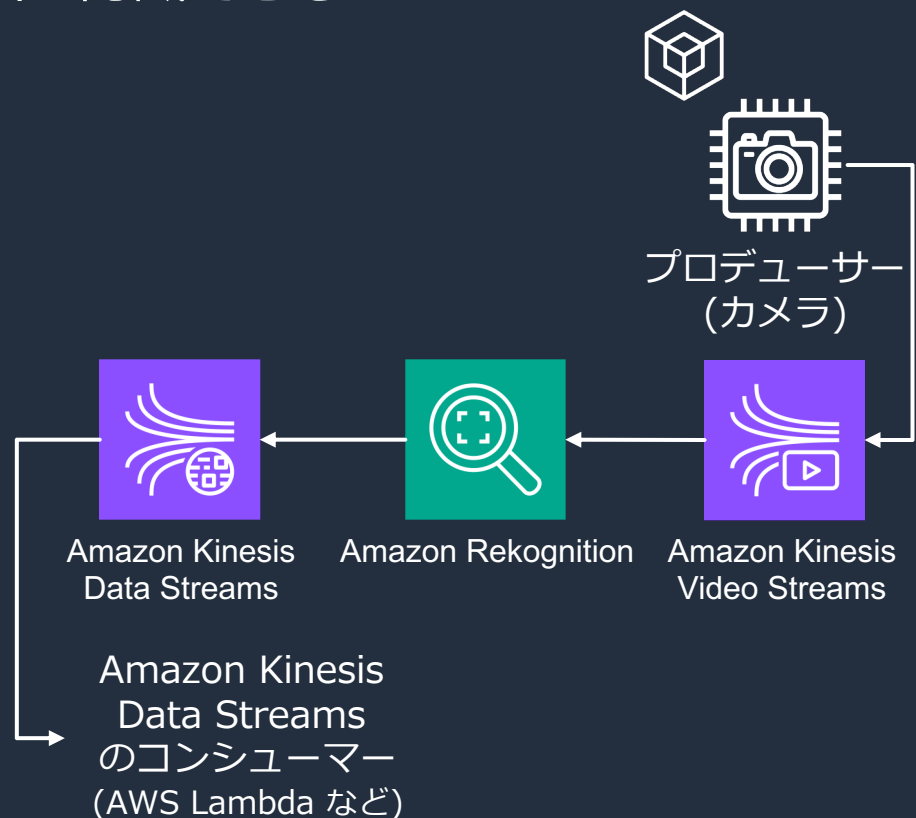 プロデューサー
(カメラ)
Amazon Kinesis
Data Streams
Amazon Rekognition
Amazon Kinesis
Video Streams
Amazon Kinesis
Data Streams
のコンシューマー
(AWS Lambda など)